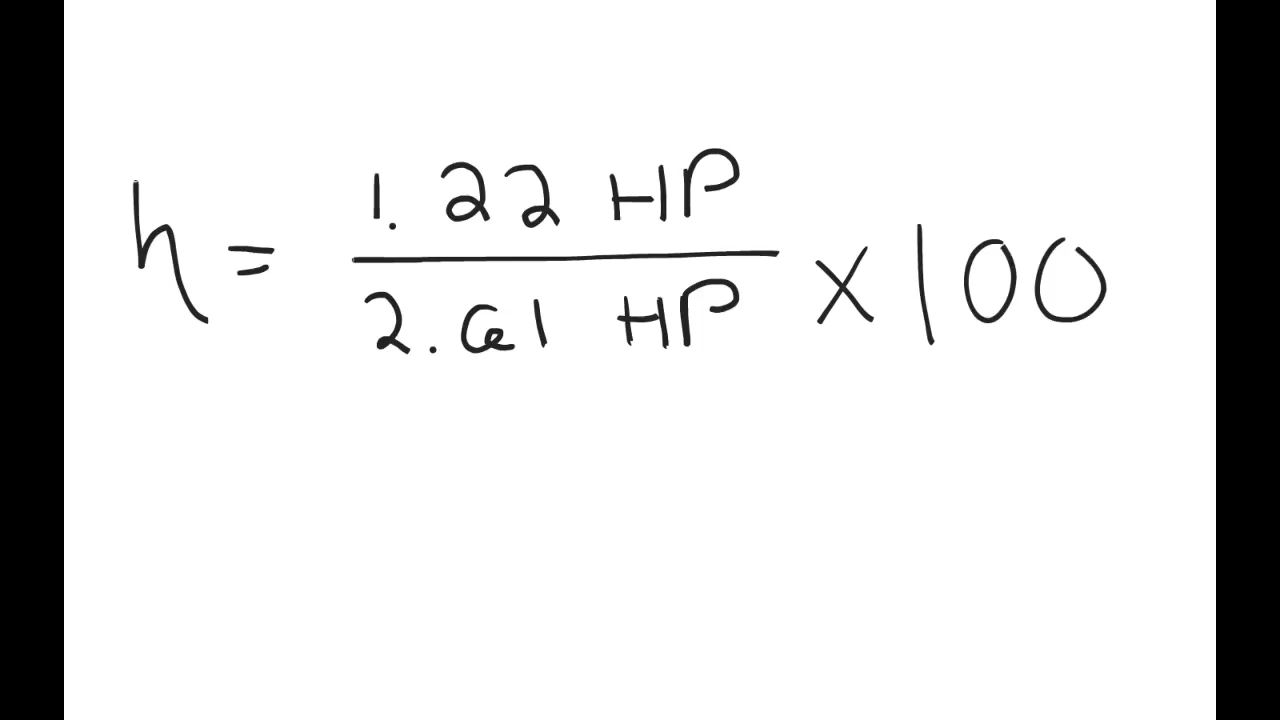 η = 1.22 HP / 2.61 HP x 100